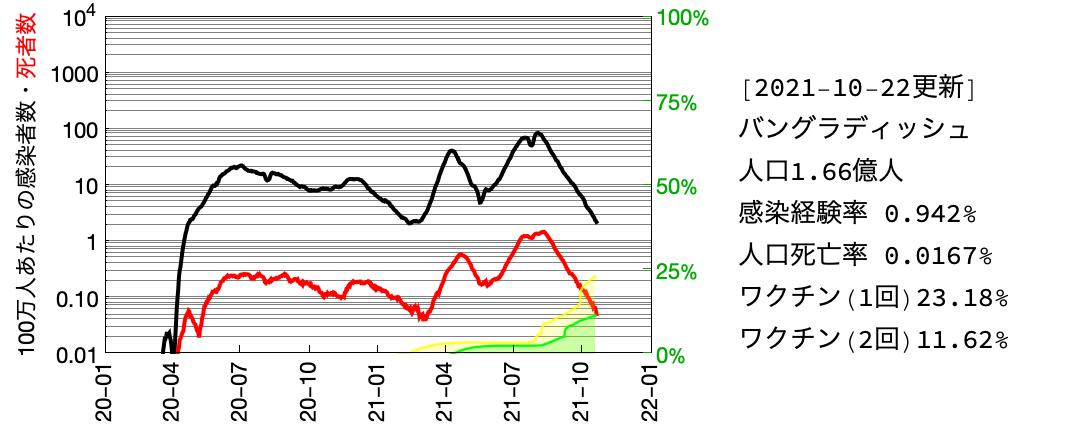 100万人あたりの感染者数・死者数
10⁴
1000
100
10
1
0.10
0.01
100%
75%
50%
25%
0%
20-01
20-04
20-07
20-10
21-01
21-04
21-07
21-10
22-01
[2021-10-22更新]
バングラディッシュ
人口1.66億人
感染経験率 0.942%
人口死亡率 0.0167%
ワクチン(1回)23.18%
ワクチン(2回)11.62%